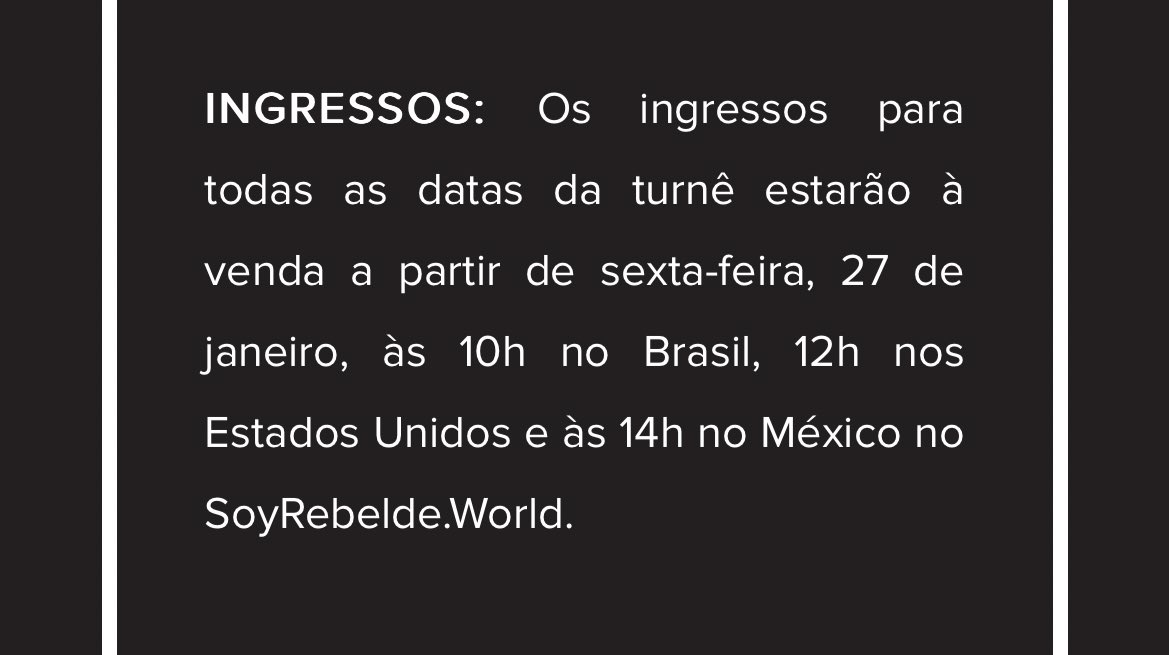 INGRESSOS: Os ingressos para
todas as datas da turnê estarão à
venda a partir de sexta-feira, 27 de
janeiro, às 10h no Brasil, 12h nos
Estados Unidos e às 14h no México no
SoyRebelde.World.